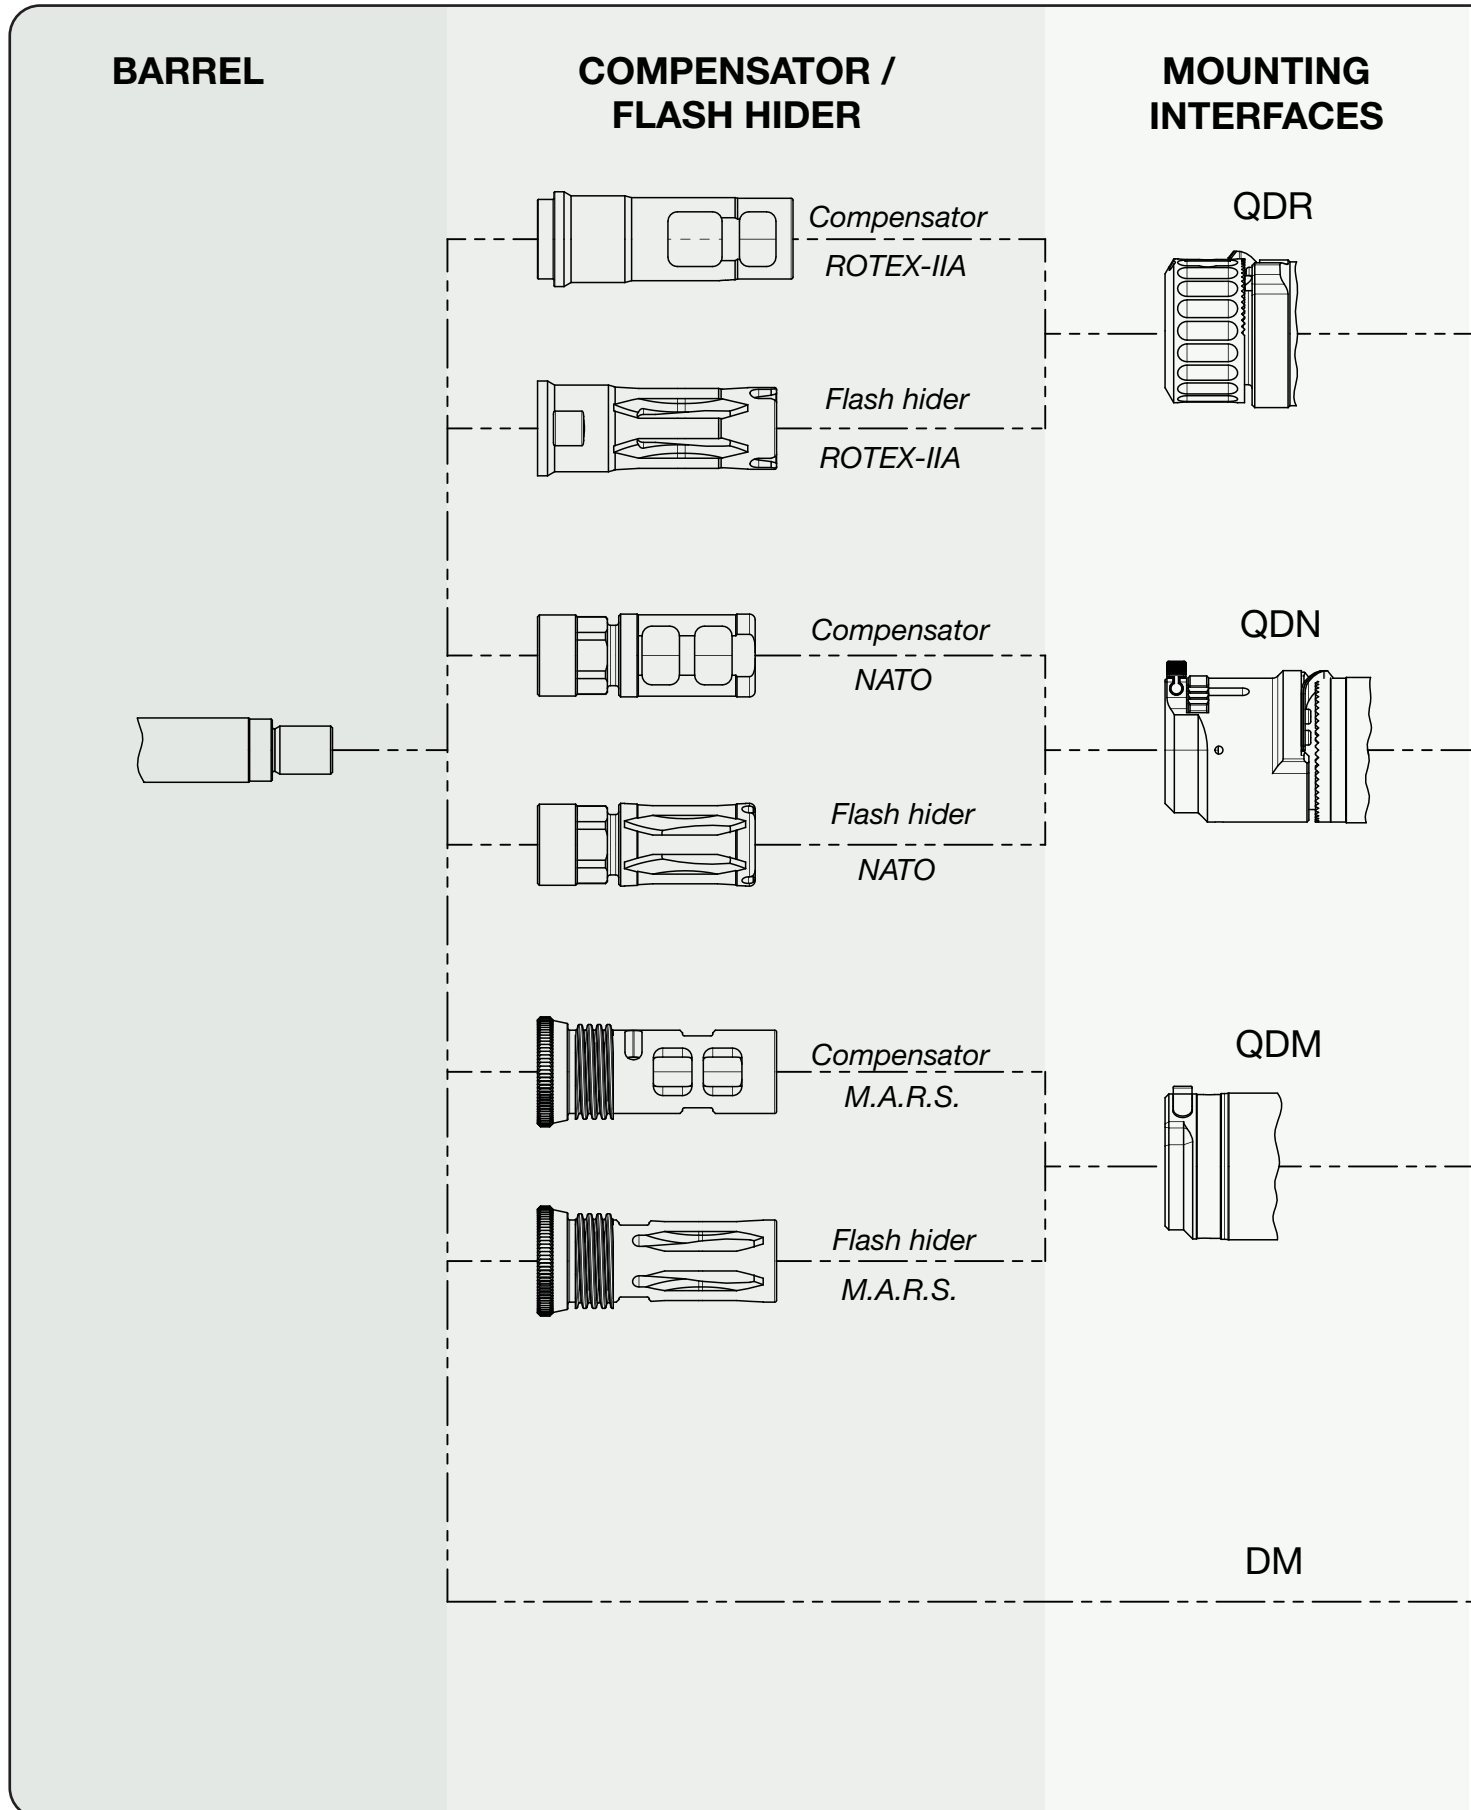 BARREL
COMPENSATOR /
FLASH HIDER
MOUNTING
INTERFACES
Compensator
ROTEX-IIA
QDR
Flash hider
ROTEX-IIA
Compensator
NATO
QDN
Flash hider
NATO
Compensator
M.A.R.S.
QDM
Flash hider
M.A.R.S.
DM